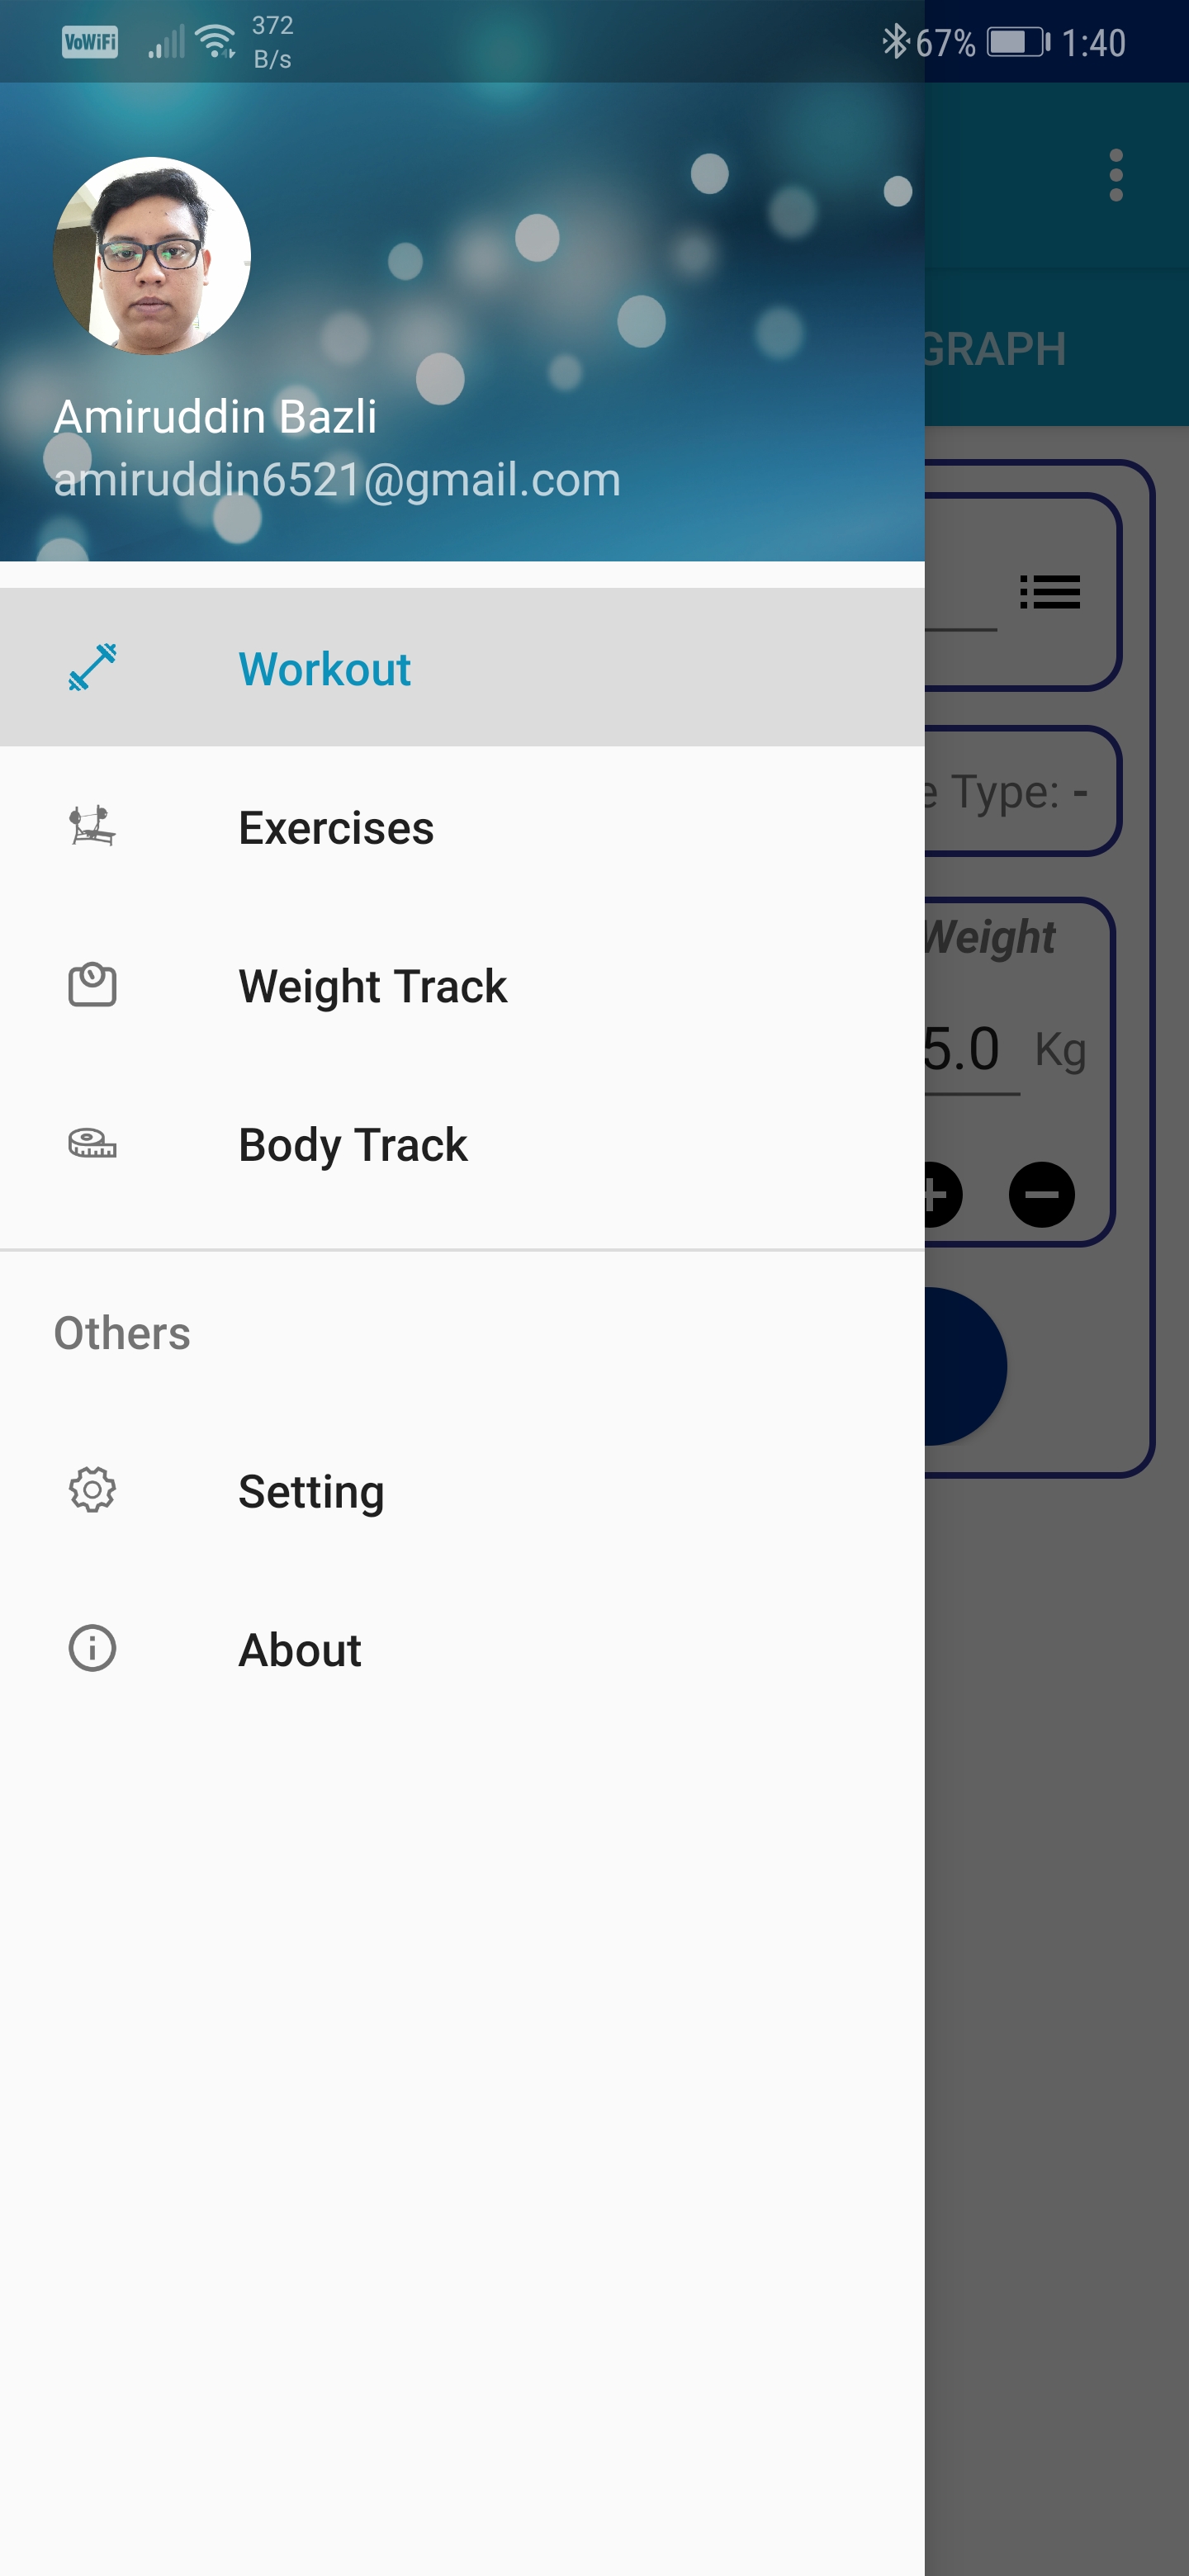 VoWiFi 372 B/s 67% 1:40
Amiruddin Bazli
amiruddin6521@gmail.com
GRAPH
Workout
Exercises
e Type: -
Weight Track
Weight
5.0 Kg
Body Track
Others
Setting
About